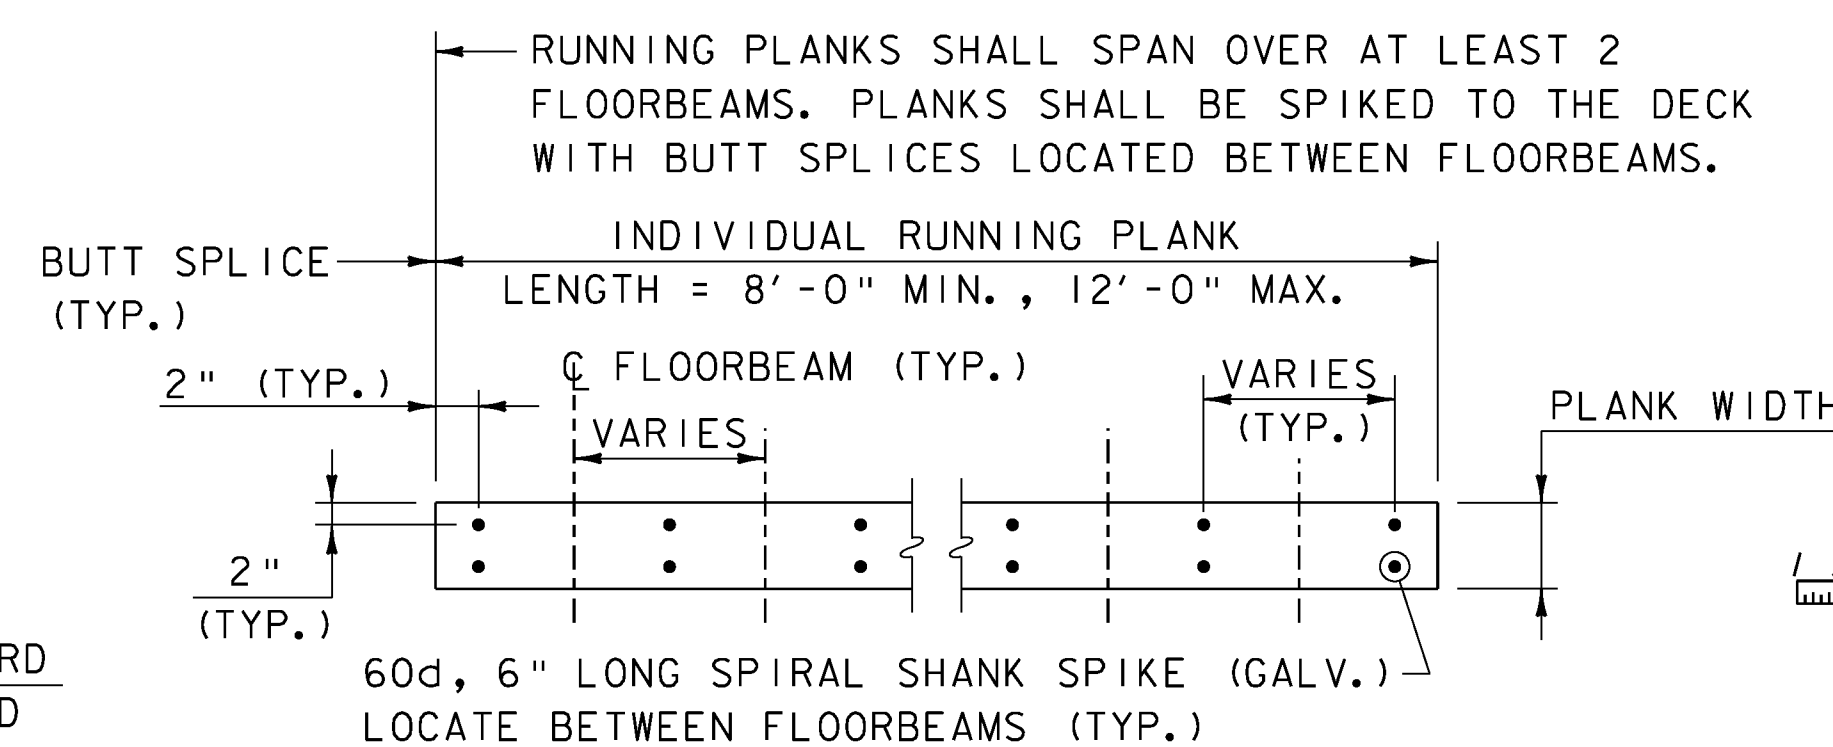 RUNNING PLANKS SHALL SPAN OVER AT LEAST 2
FLOORBEAMS. PLANKS SHALL BE SPIKED TO THE DECK
WITH BUTT SPLICES LOCATED BETWEEN FLOORBEAMS.
INDIVIDUAL RUNNING PLANK
BUTT SPLICE
(TYP.)
LENGTH = 8'-0" MIN., 12'-0" MAX.
℄ FLOORBEAM (TYP.)
VARIES
(TYP.)
2" (TYP.)
PLANK WIDTH
VARIES
2"
(TYP.)
RD
D
60d, 6" LONG SPIRAL SHANK SPIKE (GALV.)
LOCATE BETWEEN FLOORBEAMS (TYP.)